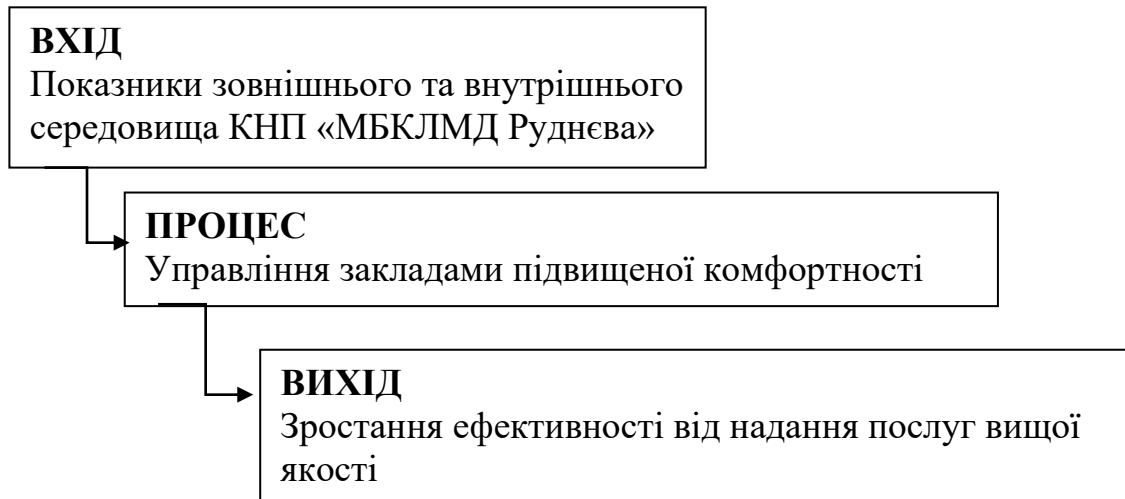 ВХІД
Показники зовнішнього та внутрішнього
середовища КНП «МБКЛМД Руднєва»
ПРОЦЕС
Управління закладами підвищеної комфортності
ВИХІД
Зростання ефективності від надання послуг вищої
якості